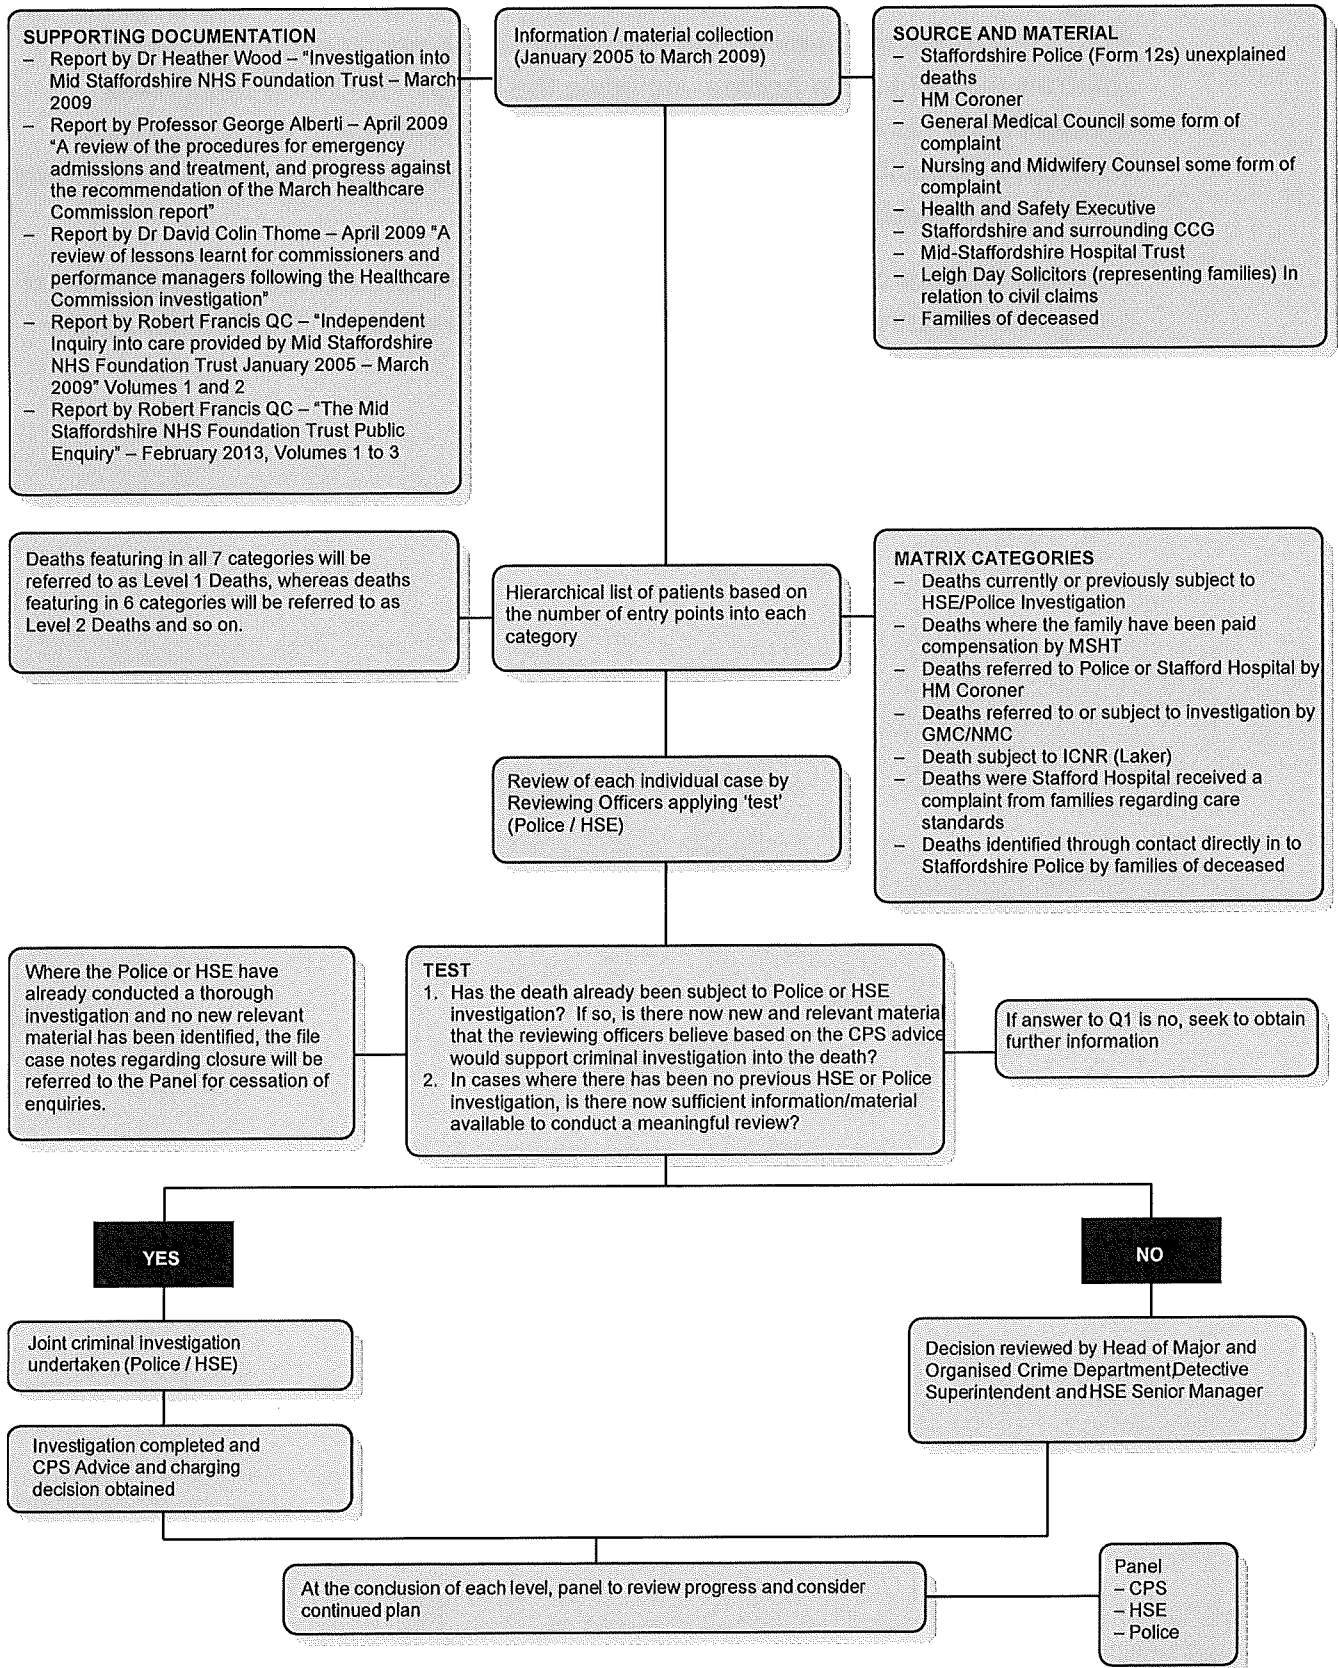 SUPPORTING DOCUMENTATION
– Report by Dr Heather Wood – "Investigation into
Mid Staffordshire NHS Foundation Trust – March
2009
– Report by Professor George Alberti – April 2009
"A review of the procedures for emergency
admissions and treatment, and progress against
the recommendation of the March healthcare
Commission report"
– Report by Dr David Colin Thome – April 2009 "A
review of lessons learnt for commissioners and
performance managers following the Healthcare
Commission investigation"
– Report by Robert Francis QC – "Independent
Inquiry into care provided by Mid Staffordshire
NHS Foundation Trust January 2005 – March
2009" Volumes 1 and 2
– Report by Robert Francis QC – "The Mid
Staffordshire NHS Foundation Trust Public
Enquiry" – February 2013, Volumes 1 to 3
Information / material collection
(January 2005 to March 2009)
SOURCE AND MATERIAL
– Staffordshire Police (Form 12s) unexplained
deaths
– HM Coroner
– General Medical Council some form of
complaint
– Nursing and Midwifery Counsel some form of
complaint
– Health and Safety Executive
– Staffordshire and surrounding CCG
– Mid-Staffordshire Hospital Trust
– Leigh Day Solicitors (representing families) In
relation to civil claims
– Families of deceased
Deaths featuring in all 7 categories will be
referred to as Level 1 Deaths, whereas deaths
featuring in 6 categories will be referred to as
Level 2 Deaths and so on.
Hierarchical list of patients based on
the number of entry points into each
category
MATRIX CATEGORIES
– Deaths currently or previously subject to
HSE/Police Investigation
– Deaths where the family have been paid
compensation by MSHT
– Deaths referred to Police or Stafford Hospital by
HM Coroner
– Deaths referred to or subject to investigation by
GMC/NMC
– Death subject to ICNR (Laker)
– Deaths were Stafford Hospital received a
complaint from families regarding care
standards
– Deaths identified through contact directly in to
Staffordshire Police by families of deceased
Review of each individual case by
Reviewing Officers applying 'test'
(Police / HSE)
Where the Police or HSE have
already conducted a thorough
investigation and no new relevant
material has been identified, the file
case notes regarding closure will be
referred to the Panel for cessation of
enquiries.
TEST
1. Has the death already been subject to Police or HSE
investigation? If so, is there now new and relevant material
that the reviewing officers believe based on the CPS advice
would support criminal investigation into the death?
2. In cases where there has been no previous HSE or Police
investigation, is there now sufficient information/material
available to conduct a meaningful review?
If answer to Q1 is no, seek to obtain
further information
YES
NO
Joint criminal investigation
undertaken (Police / HSE)
Decision reviewed by Head of Major and
Organised Crime Department,Detective
Superintendent and HSE Senior Manager
Investigation completed and
CPS Advice and charging
decision obtained
At the conclusion of each level, panel to review progress and consider
continued plan
Panel
– CPS
– HSE
– Police